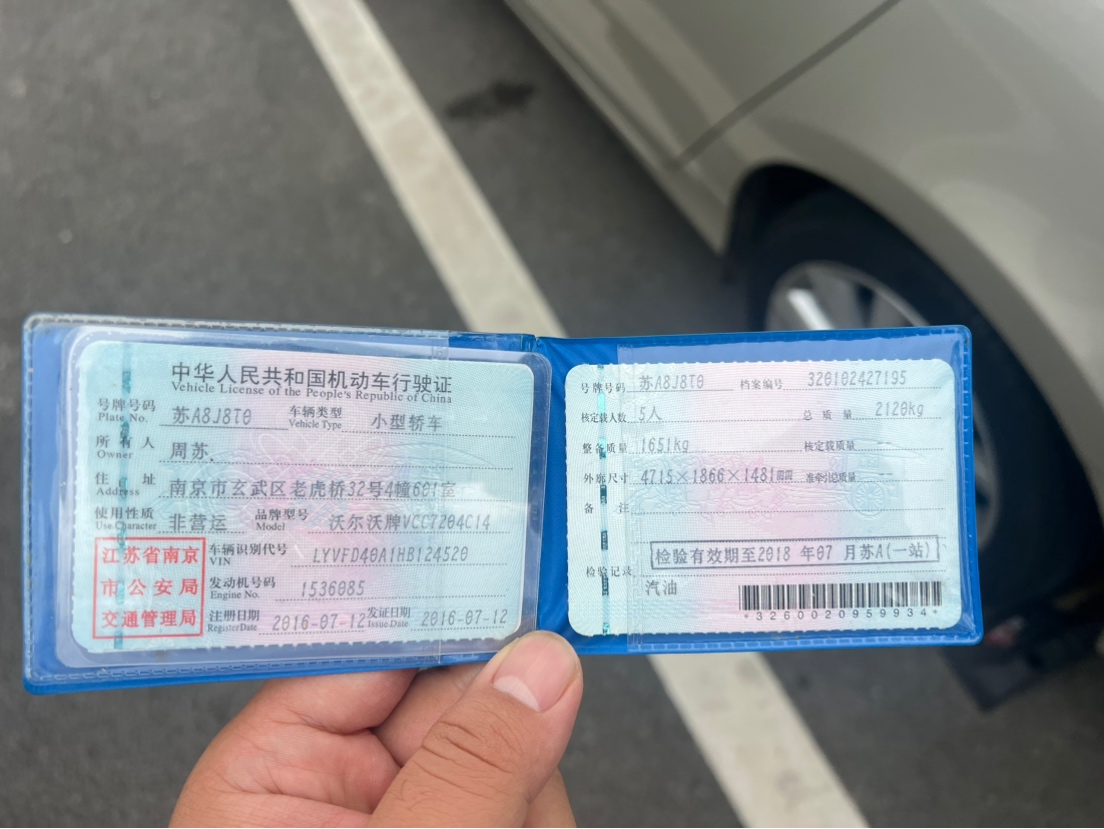 中华人民共和国机动车行驶证
Vehicle License of the People's Republic of China
号牌号码 苏A8J8T0 车辆类型 小型轿车
Plate No. Vehicle Type
所有人 周苏、
Owner
住址 南京市玄武区老虎桥32号4幢601室
Address
使用性质 非营运 品牌型号 沃尔沃牌VCC7204C14
Use Character Model
江苏省南京
市公安局
交通管理局
车辆识别代号 LYVFD40A1HB124520
VIN
发动机号码 1536085
Engine No.
注册日期 2016-07-12 发证日期 2016-07-12
Register Date Issue Date
号牌号码 苏A8J8T0 档案编号 320102427195
核定载人数 5人 总质量 2120kg
整备质量 1651kg 核定载质量 --
外廓尺寸 4715×1866×1481 准牵引总质量 --
备注
检验有效期至2018 年07 月苏A(一站)
检验记录
汽油
*3260020959934*